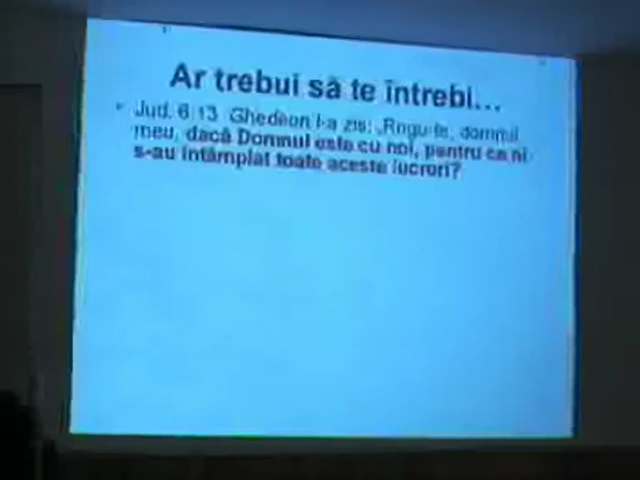 Ar trebui să te întrebi...
Jud. 6:13 Ghedeon i-a zis: „Rogu-te, domnul
meu, dacă Domnul este cu noi, pentru ce ni
s-au întâmplat toate aceste lucruri?